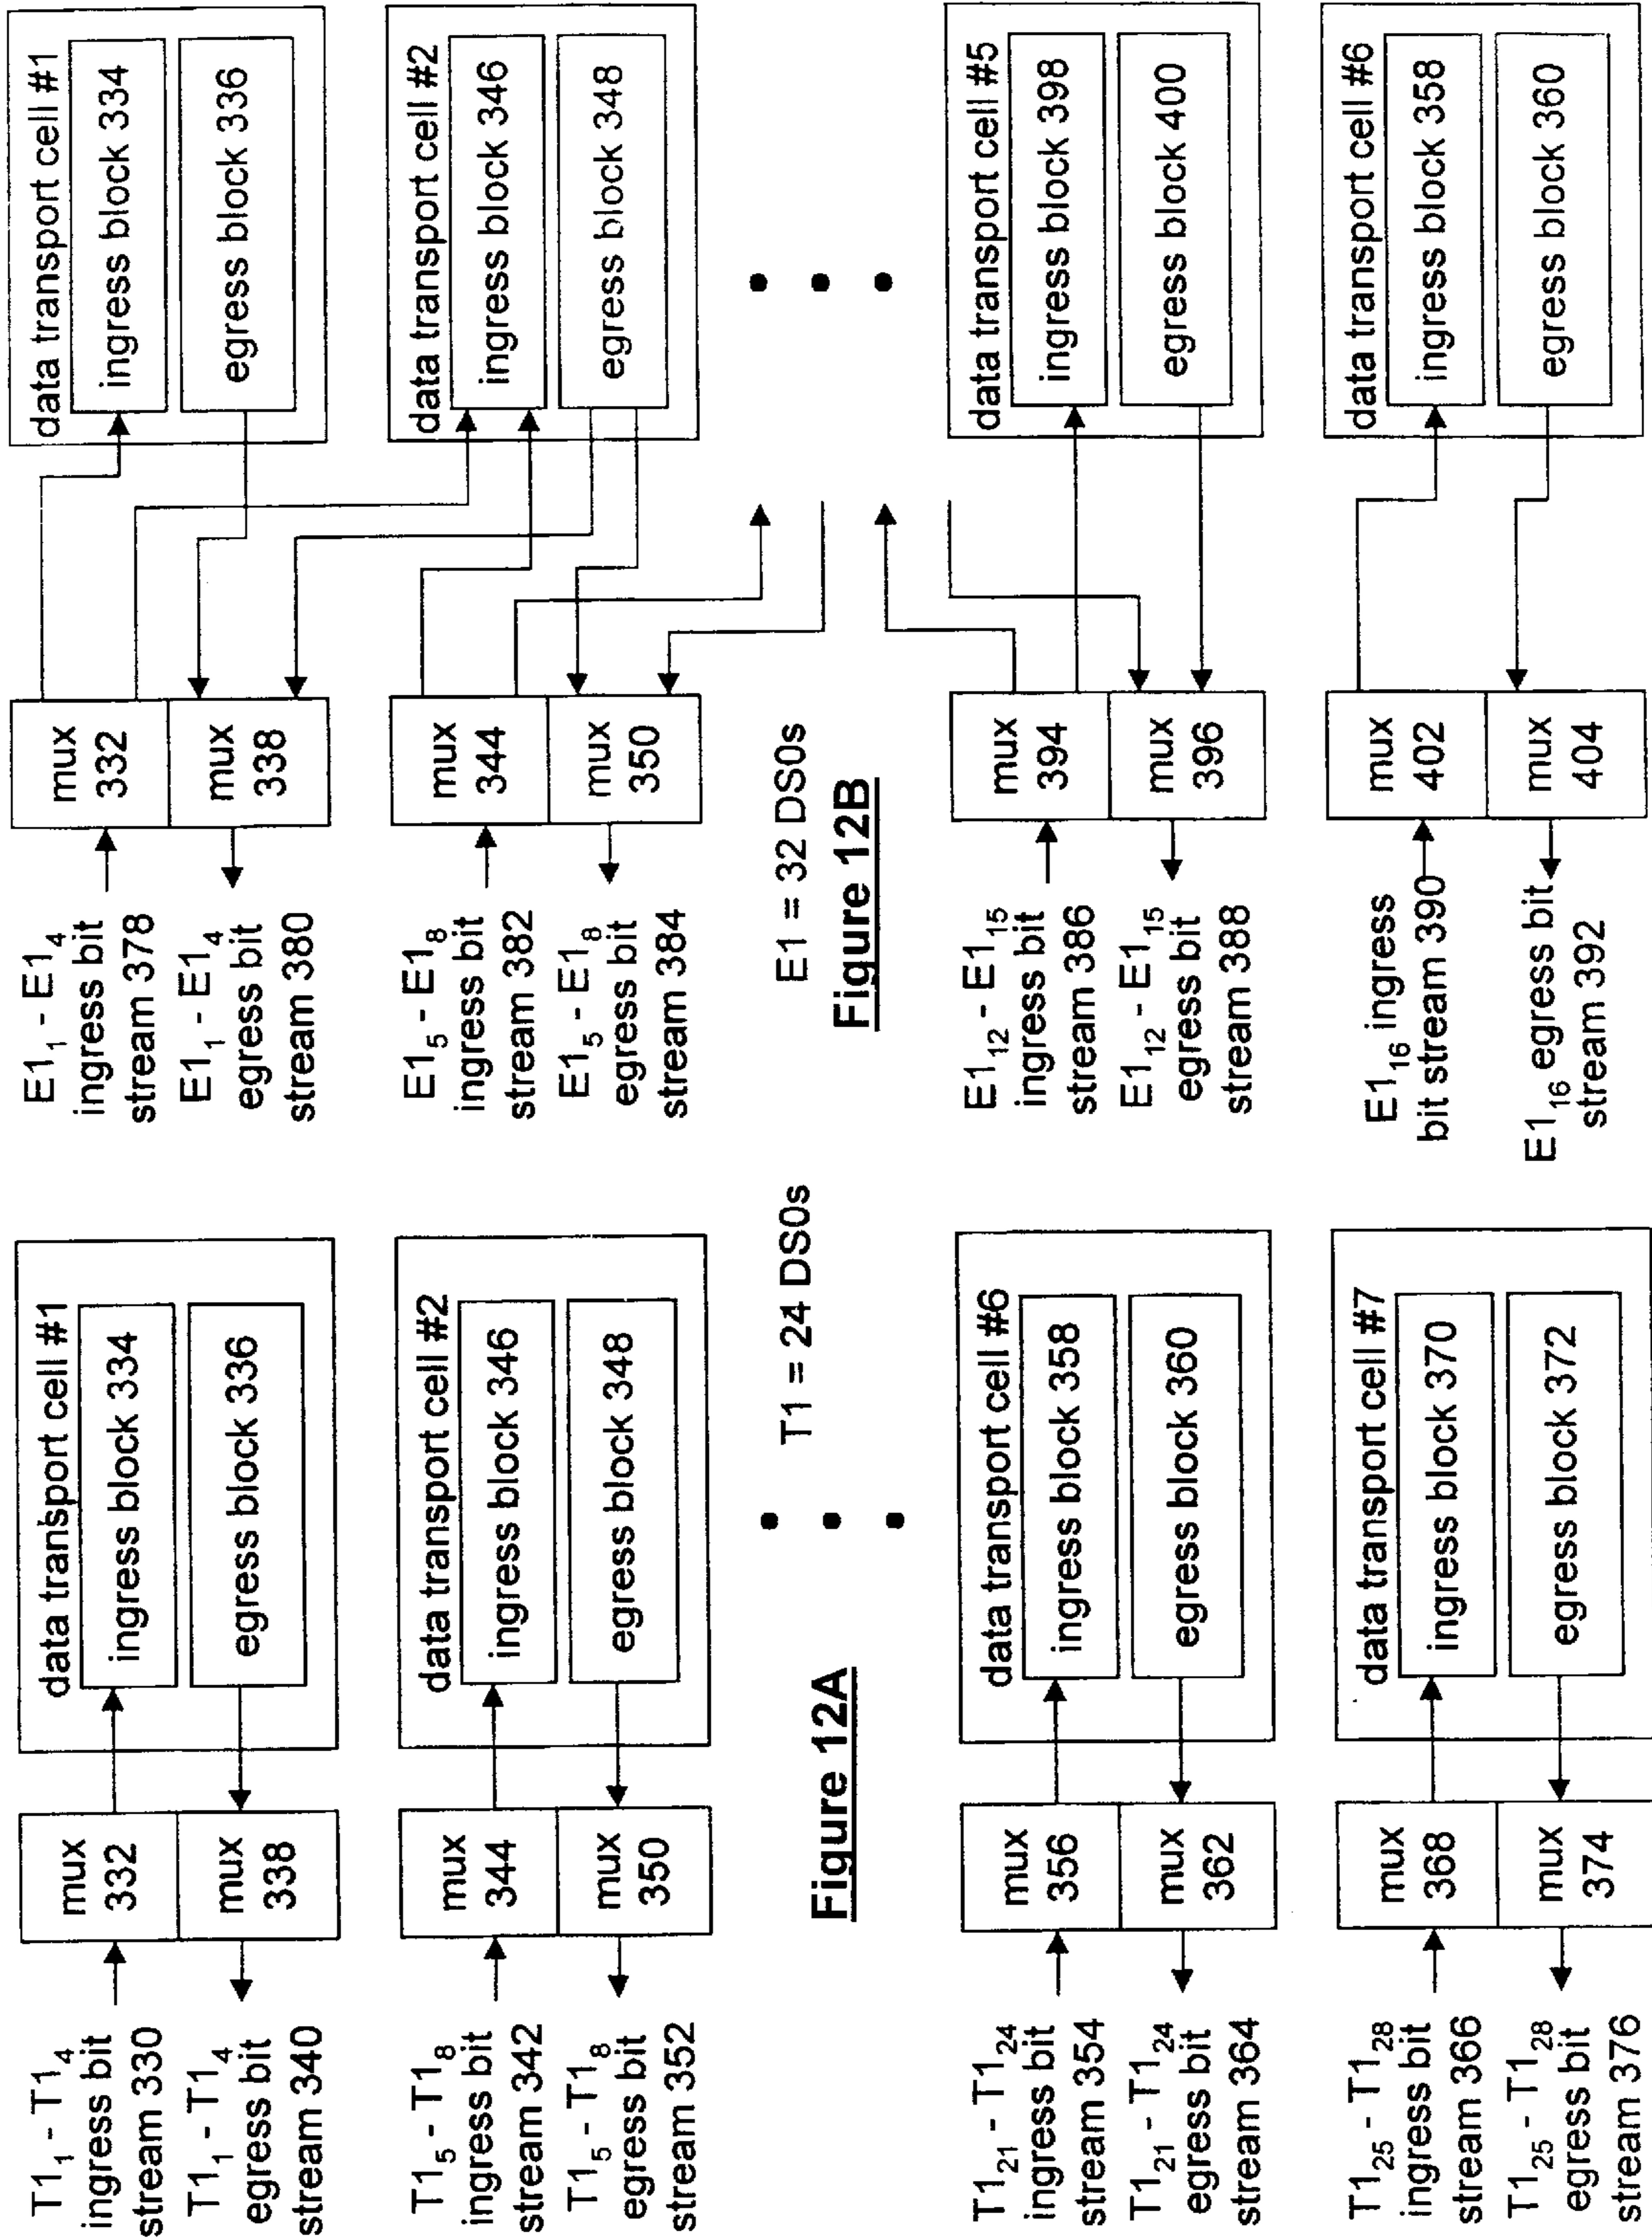 T1₁ - T1₄
ingress bit
stream 330
T1₁ - T1₄
egress bit
stream 340
mux
332
mux
338
data transport cell #1
ingress block 334
egress block 336
T1₅ - T1₈
ingress bit
stream 342
T1₅ - T1₈
egress bit
stream 352
mux
344
mux
350
data transport cell #2
ingress block 346
egress block 348
Figure 12A
T1 = 24 DS0s
T1₂₁ - T1₂₄
ingress bit
stream 354
T1₂₁ - T1₂₄
egress bit
stream 364
mux
356
mux
362
data transport cell #6
ingress block 358
egress block 360
T1₂₅ - T1₂₈
ingress bit
stream 366
T1₂₅ - T1₂₈
egress bit
stream 376
mux
368
mux
374
data transport cell #7
ingress block 370
egress block 372
E1₁ - E1₄
ingress bit
stream 378
E1₁ - E1₄
egress bit
stream 380
mux
332
mux
338
data transport cell #1
ingress block 334
egress block 336
E1₅ - E1₈
ingress bit
stream 382
E1₅ - E1₈
egress bit
stream 384
mux
344
mux
350
data transport cell #2
ingress block 346
egress block 348
E1 = 32 DS0s
Figure 12B
E1₁₂ - E1₁₅
ingress bit
stream 386
E1₁₂ - E1₁₅
egress bit
stream 388
mux
394
mux
396
data transport cell #5
ingress block 398
egress block 400
E1₁₆ ingress
bit stream 390
E1₁₆ egress bit
stream 392
mux
402
mux
404
data transport cell #6
ingress block 358
egress block 360